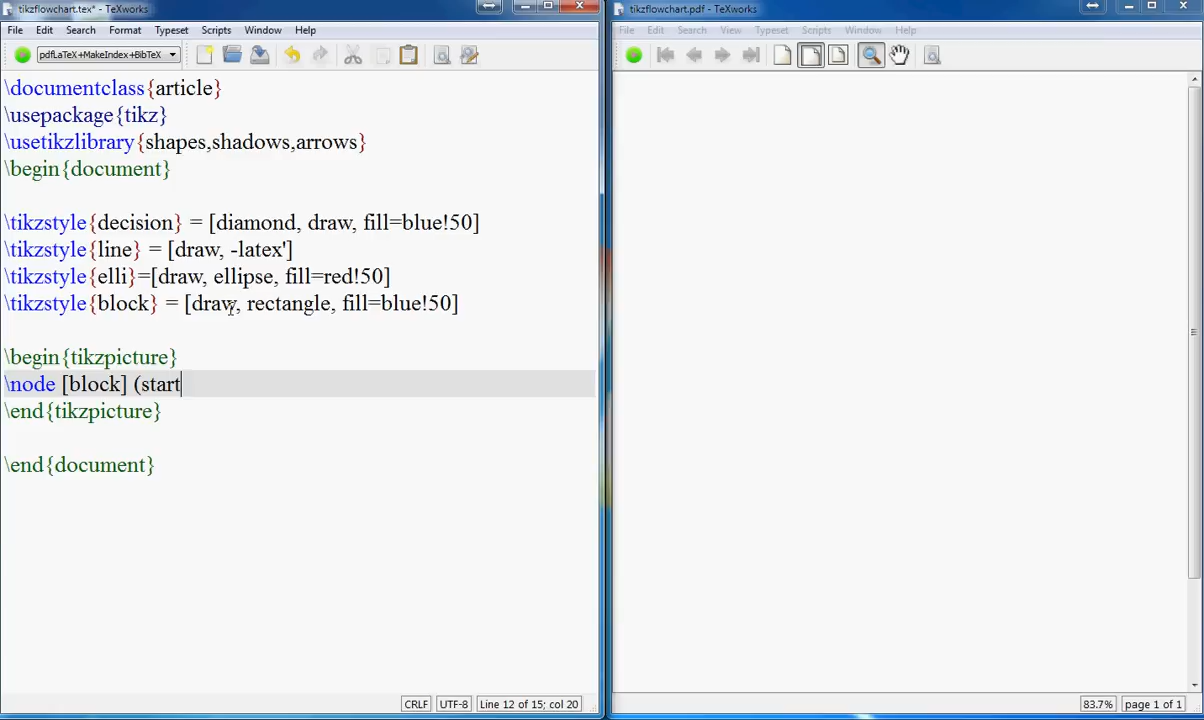 tikzflowchart.tex* - TeXworks
File Edit Search Format Typeset Scripts Window Help
pdfLaTeX+MakeIndex+BibTeX
\documentclass{article}
\usepackage{tikz}
\usetikzlibrary{shapes,shadows,arrows}
\begin{document}
\tikzstyle{decision} = [diamond, draw, fill=blue!50]
\tikzstyle{line} = [draw, -latex']
\tikzstyle{elli}=[draw, ellipse, fill=red!50]
\tikzstyle{block} = [draw, rectangle, fill=blue!50]
\begin{tikzpicture}
\node [block] (start
\end{tikzpicture}
\end{document}
CRLF UTF-8 Line 12 of 15; col 20
tikzflowchart.pdf - TeXworks
File Edit Search View Typeset Scripts Window Help
83.7% page 1 of 1